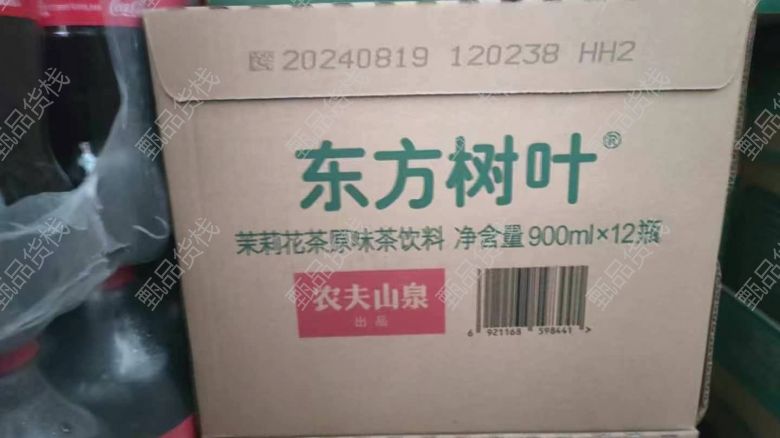 20240819 120238 HH2
东方树叶®
茉莉花茶原味茶饮料 净含量900ml×12瓶
农夫山泉
出品
6 921168 598441 >
甄品货栈